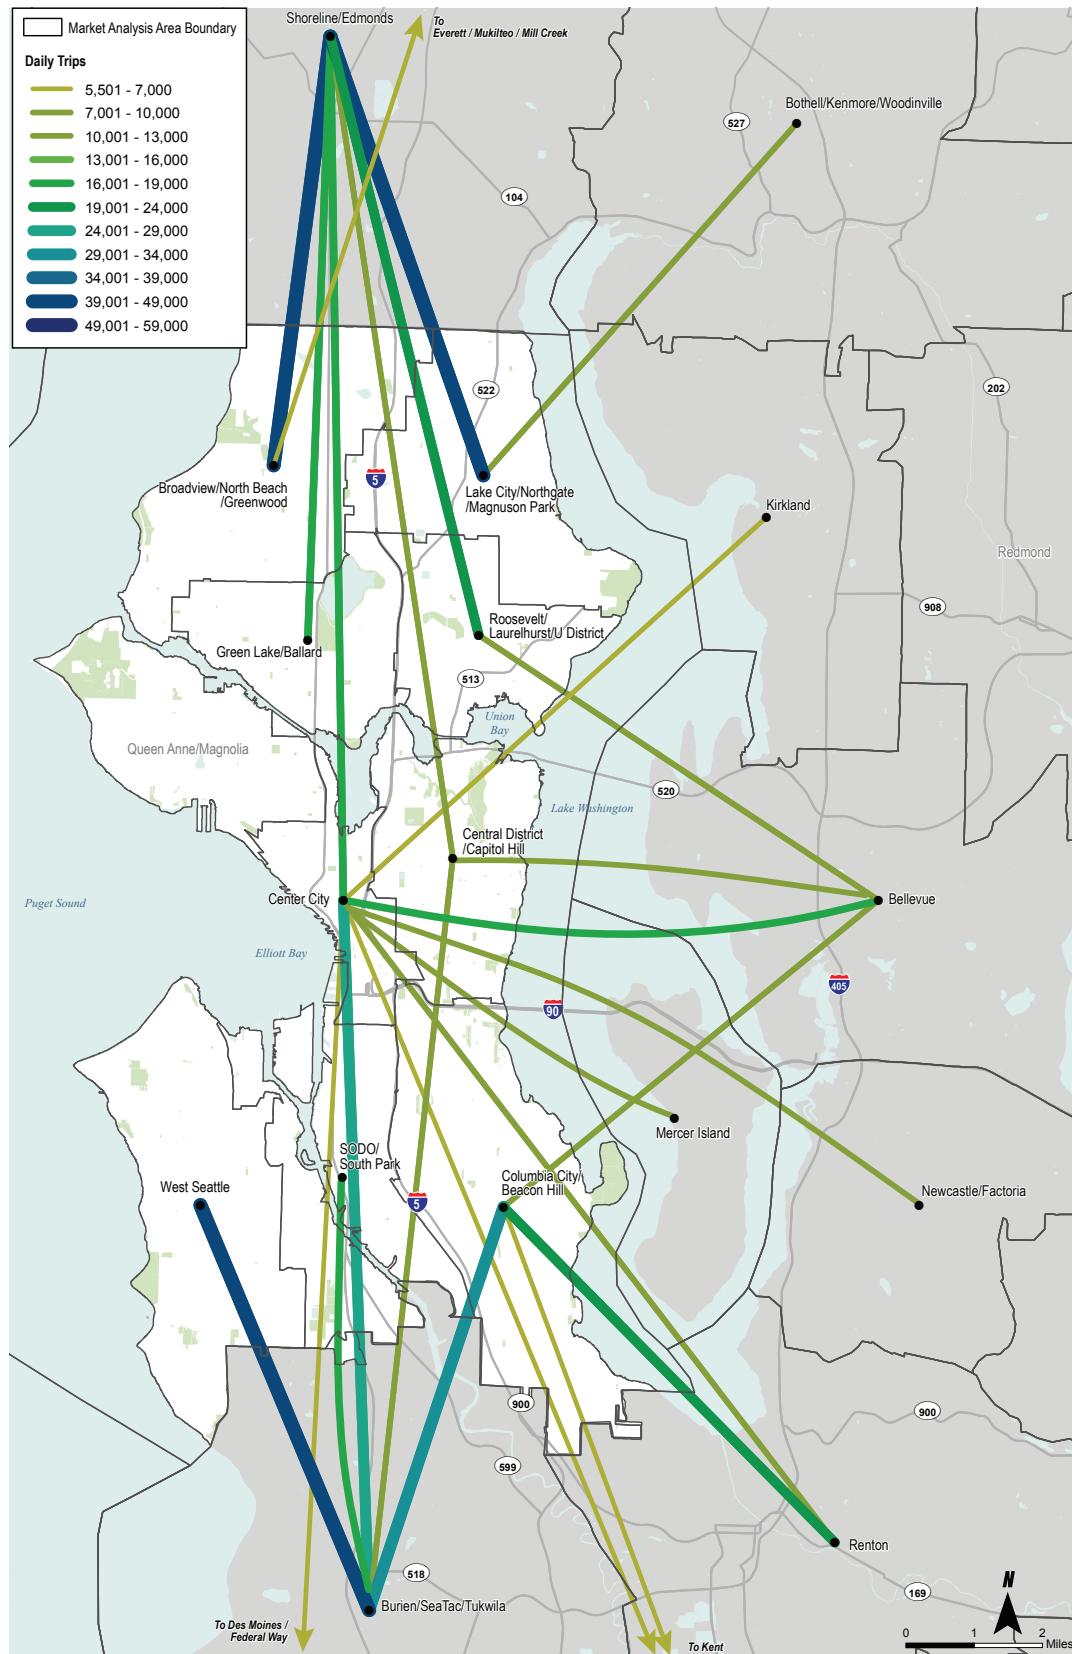 Shoreline/Edmonds
To
Everett / Mukilteo / Mill Creek
Market Analysis Area Boundary
Daily Trips
5,501 - 7,000
7,001 - 10,000
10,001 - 13,000
13,001 - 16,000
16,001 - 19,000
19,001 - 24,000
24,001 - 29,000
29,001 - 34,000
34,001 - 39,000
39,001 - 49,000
49,001 - 59,000
Bothell/Kenmore/Woodinville
527
104
522
202
5
Broadview/North Beach
/Greenwood
Lake City/Northgate
/Magnuson Park
Kirkland
Redmond
908
Roosevelt/
Laurelhurst/U District
Green Lake/Ballard
513
Union
Bay
Queen Anne/Magnolia
520
Lake Washington
Central District
/Capitol Hill
Center City
Bellevue
Puget Sound
Elliott Bay
405
90
Mercer Island
SODO/
South Park
Columbia City/
Beacon Hill
West Seattle
5
Newcastle/Factoria
900
900
599
Renton
518
169
Burien/SeaTac/Tukwila
To Des Moines /
Federal Way
To Kent
N
0 1 2
Miles